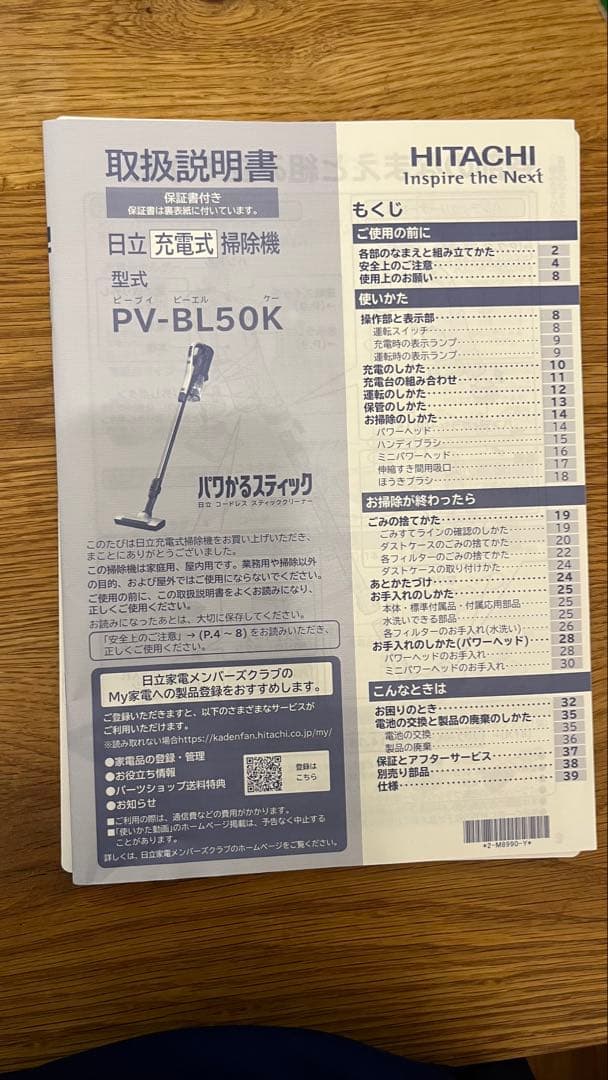 取扱説明書
保証書付き
保証書は裏表紙に付いています。
日立 充電式 掃除機
型式
ピーブイ ビーエル ケー
PV-BL50K
パワかるスティック
日立 コードレス スティッククリーナー
このたびは日立充電式掃除機をお買い上げいただき、
まことにありがとうございました。
この掃除機は家庭用、屋内用です。業務用や掃除以外
の目的、および屋外ではご使用にならないでください。
ご使用の前に、この取扱説明書をよくお読みになり、
正しくご使用ください。
お読みになったあとは、大切に保存してください。
「安全上のご注意」→(P.4 ~ 8)をお読みいただき、
正しくご使用ください。
日立家電メンバーズクラブの
My家電への製品登録をおすすめします。
ご登録いただきますと、以下のさまざまなサービスが
ご利用いただけます。
※読み取れない場合https://kadenfan.hitachi.co.jp/my/
●家電品の登録・管理
●お役立ち情報
●パーツショップ送料特典
●お知らせ
登録は
こちら
■ご利用の際は、通信費などの費用がかかります。
■「使いかた動画」のホームページ掲載は、予告なく中止する
ことがあります。
詳しくは、日立家電メンバーズクラブのホームページをご覧ください。
HITACHI
Inspire the Next
もくじ
ご使用の前に
各部のなまえと組み立てかた 2
安全上のご注意 4
使用上のお願い 8
使いかた
操作部と表示部 8
運転スイッチ 8
充電時の表示ランプ 9
運転時の表示ランプ 9
充電のしかた 10
充電台の組み合わせ 11
運転のしかた 12
保管のしかた 13
お掃除のしかた 14
パワーヘッド 14
ハンディブラシ 15
ミニパワーヘッド 16
伸縮すき間用吸口 17
ほうきブラシ 18
お掃除が終わったら
ごみの捨てかた 19
ごみすてラインの確認のしかた 19
ダストケースのごみの捨てかた 20
各フィルターのごみの捨てかた 22
ダストケースの取り付けかた 24
あとかたづけ 24
お手入れのしかた 25
本体・標準付属品・付属応用部品 25
水洗いできる部品 25
各フィルターのお手入れ(水洗い) 26
お手入れのしかた(パワーヘッド) 28
パワーヘッドのお手入れ 28
ミニパワーヘッドのお手入れ 30
こんなときは
お困りのとき 32
電池の交換と製品の廃棄のしかた 35
電池の交換 35
製品の廃棄 36
保証とアフターサービス 37
別売り部品 38
仕様 39
*2-M8990-Y*